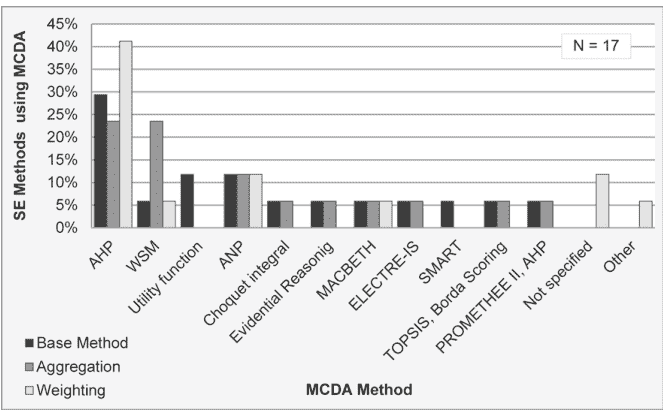 45%
40%
35%
30%
25%
20%
15%
10%
5%
0%
SE Methods using MCDA
N = 17
AHP
WSM
Utility function
ANP
Choquet integral
Evidential Reasonig
MACBETH
ELECTRE-IS
SMART
TOPSIS, Borda Scoring
PROMETHEE II, AHP
Not specified
Other
Base Method
Aggregation
Weighting
MCDA Method